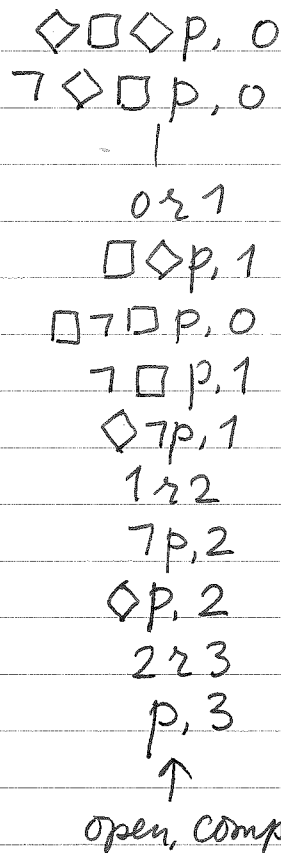 ◇□◇p, 0
¬◇□p, 0
0r1
□◇p, 1
□¬□p, 0
¬□p, 1
◇¬p, 1
1r2
¬p, 2
◇p, 2
2r3
p, 3
↑
open, comp